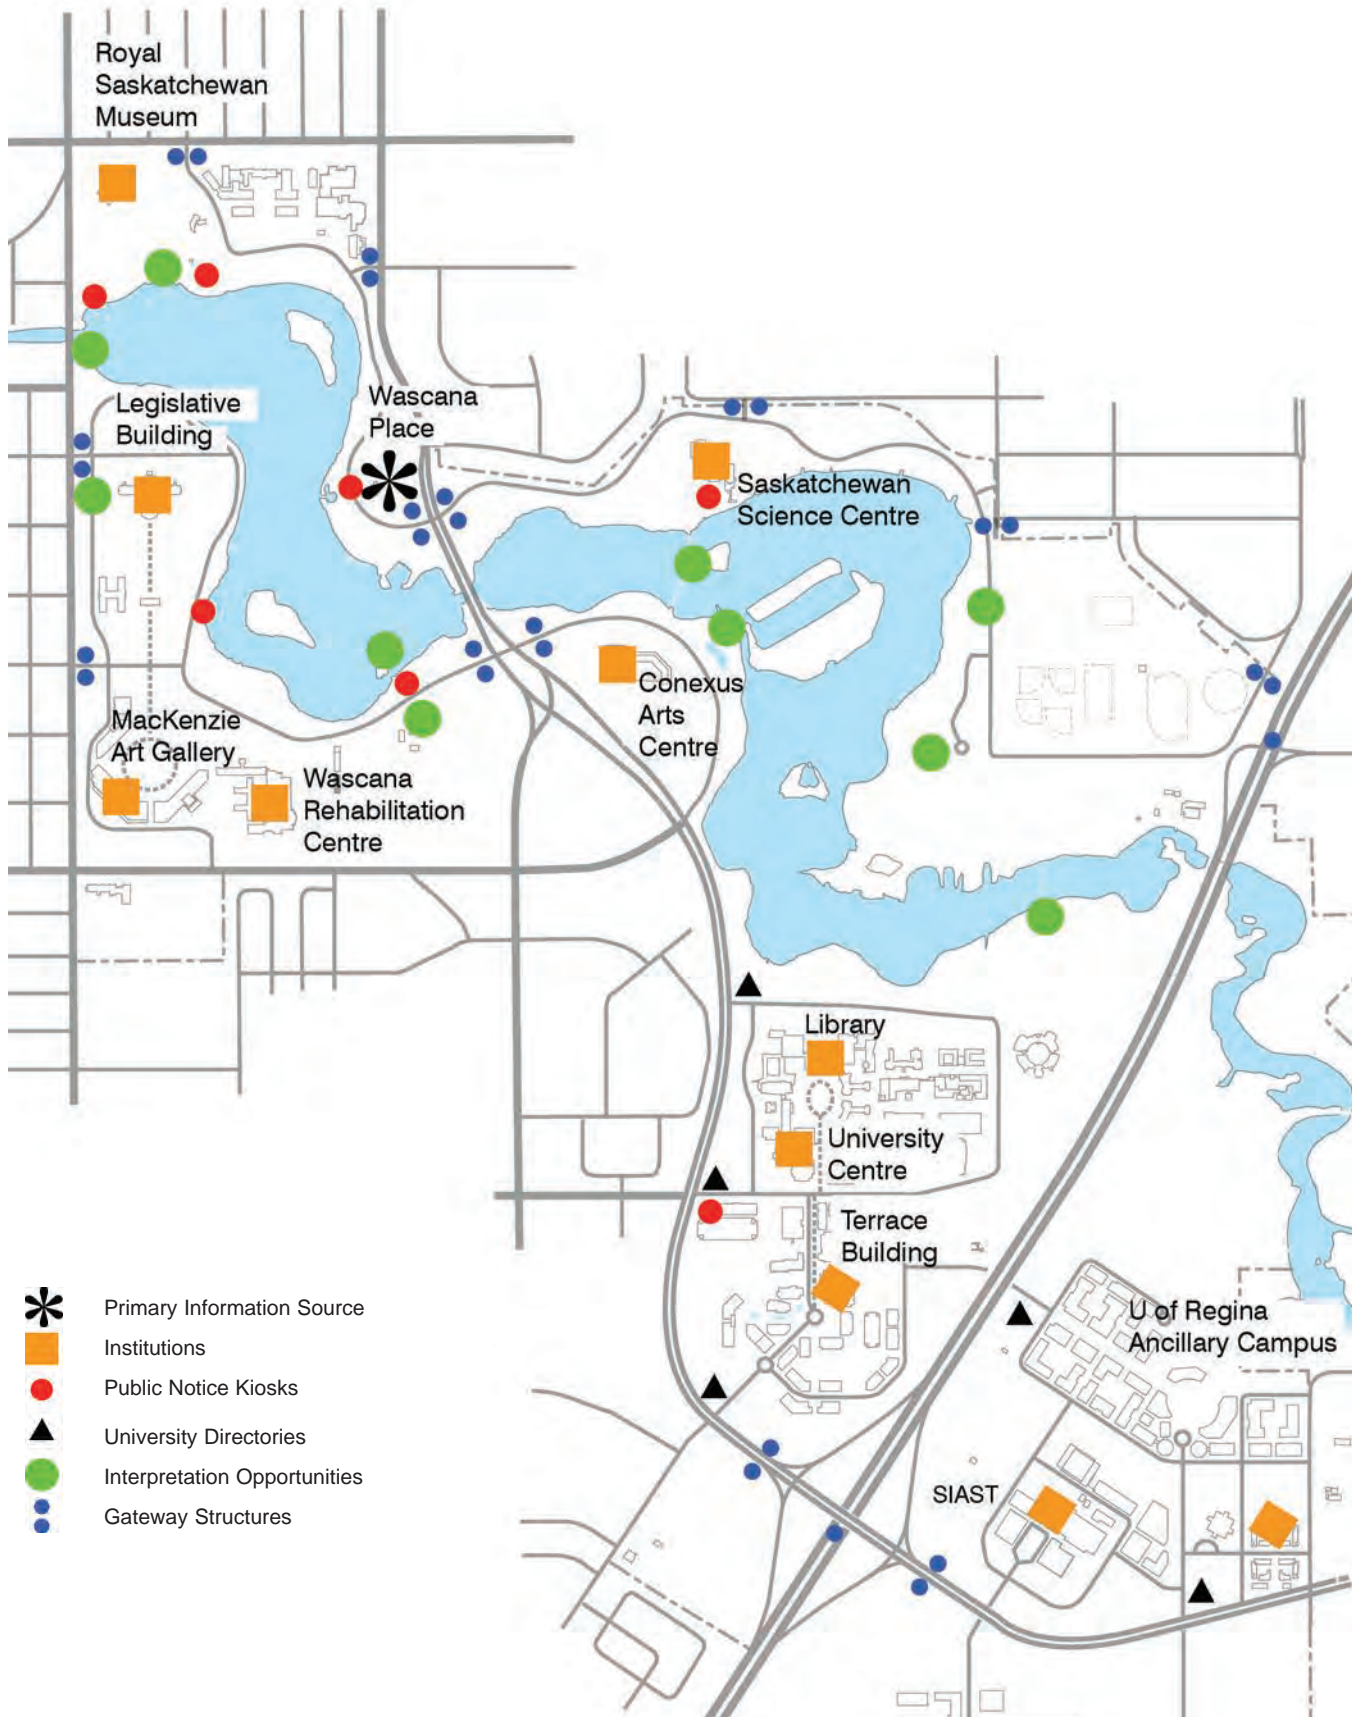 Royal
Saskatchewan
Museum
Legislative
Building
Wascana
Place
Saskatchewan
Science Centre
Conexus
Arts
Centre
MacKenzie
Art Gallery
Wascana
Rehabilitation
Centre
Library
University
Centre
Terrace
Building
U of Regina
Ancillary Campus
SIAST
Primary Information Source
Institutions
Public Notice Kiosks
University Directories
Interpretation Opportunities
Gateway Structures